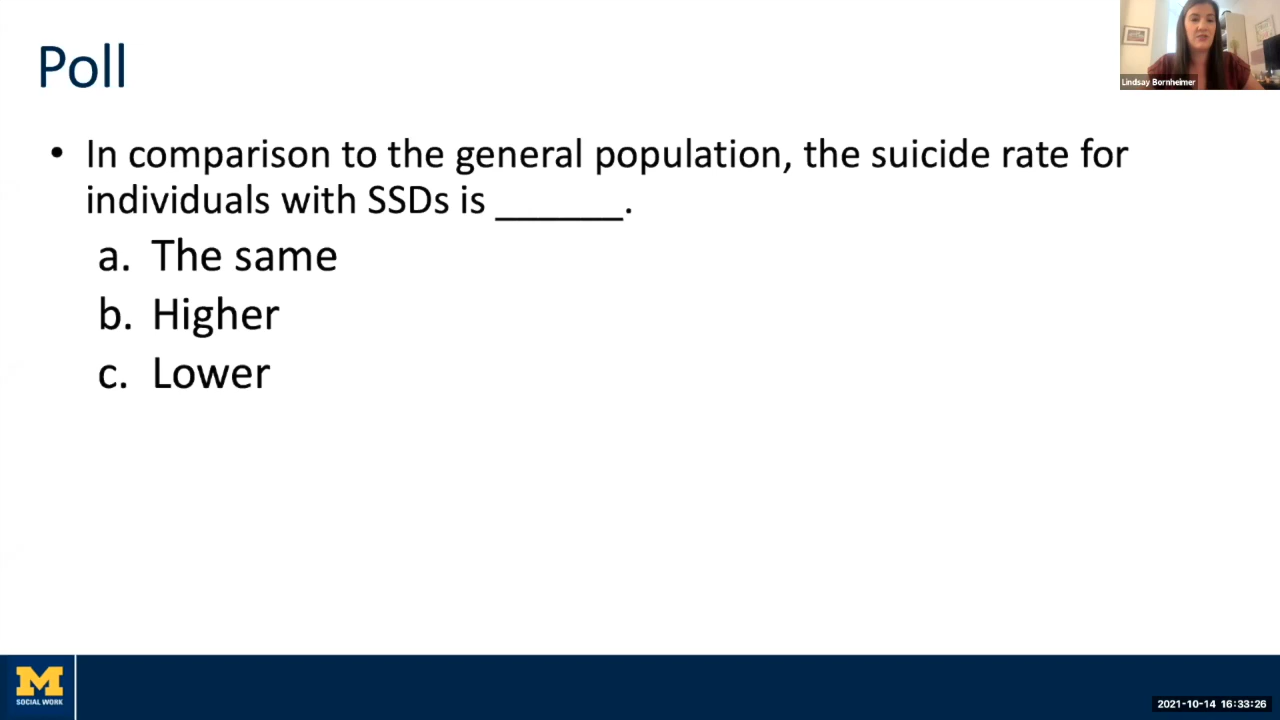 Poll
Lindsay Bornheimer
• In comparison to the general population, the suicide rate for
individuals with SSDs is ______.
a. The same
b. Higher
c. Lower
M
SOCIAL WORK
2021-10-14 16:33:26